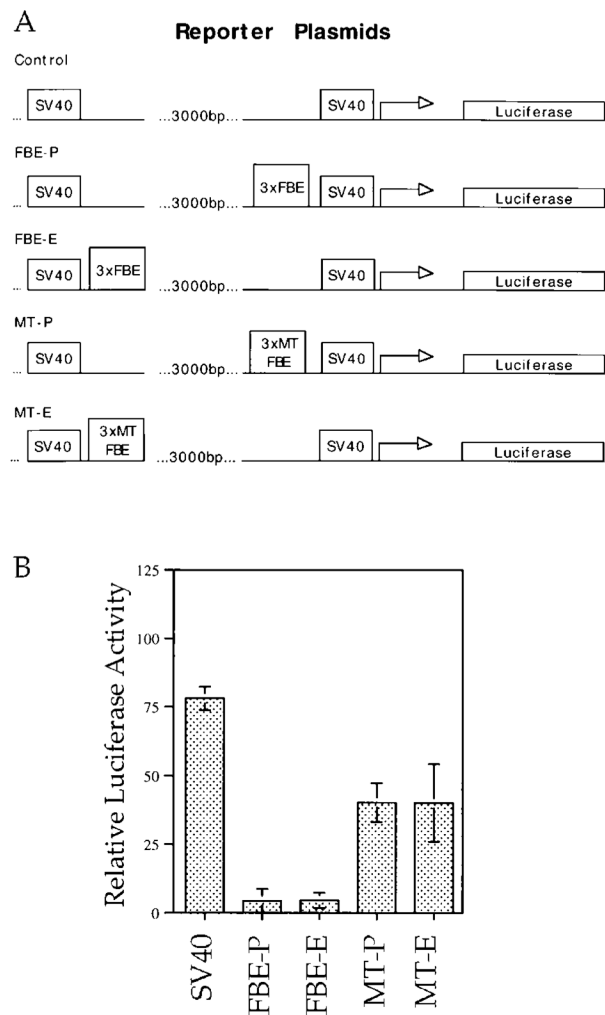 A
Reporter Plasmids
Control
... SV40 ...3000bp... SV40 Luciferase
FBE-P
... SV40 ...3000bp... 3xFBE SV40 Luciferase
FBE-E
... SV40 3xFBE ...3000bp... SV40 Luciferase
MT-P
... SV40 ...3000bp... 3xMT FBE SV40 Luciferase
MT-E
... SV40 3xMT FBE ...3000bp... SV40 Luciferase
B
Relative Luciferase Activity
125
100
75
50
25
0
SV40
FBE-P
FBE-E
MT-P
MT-E